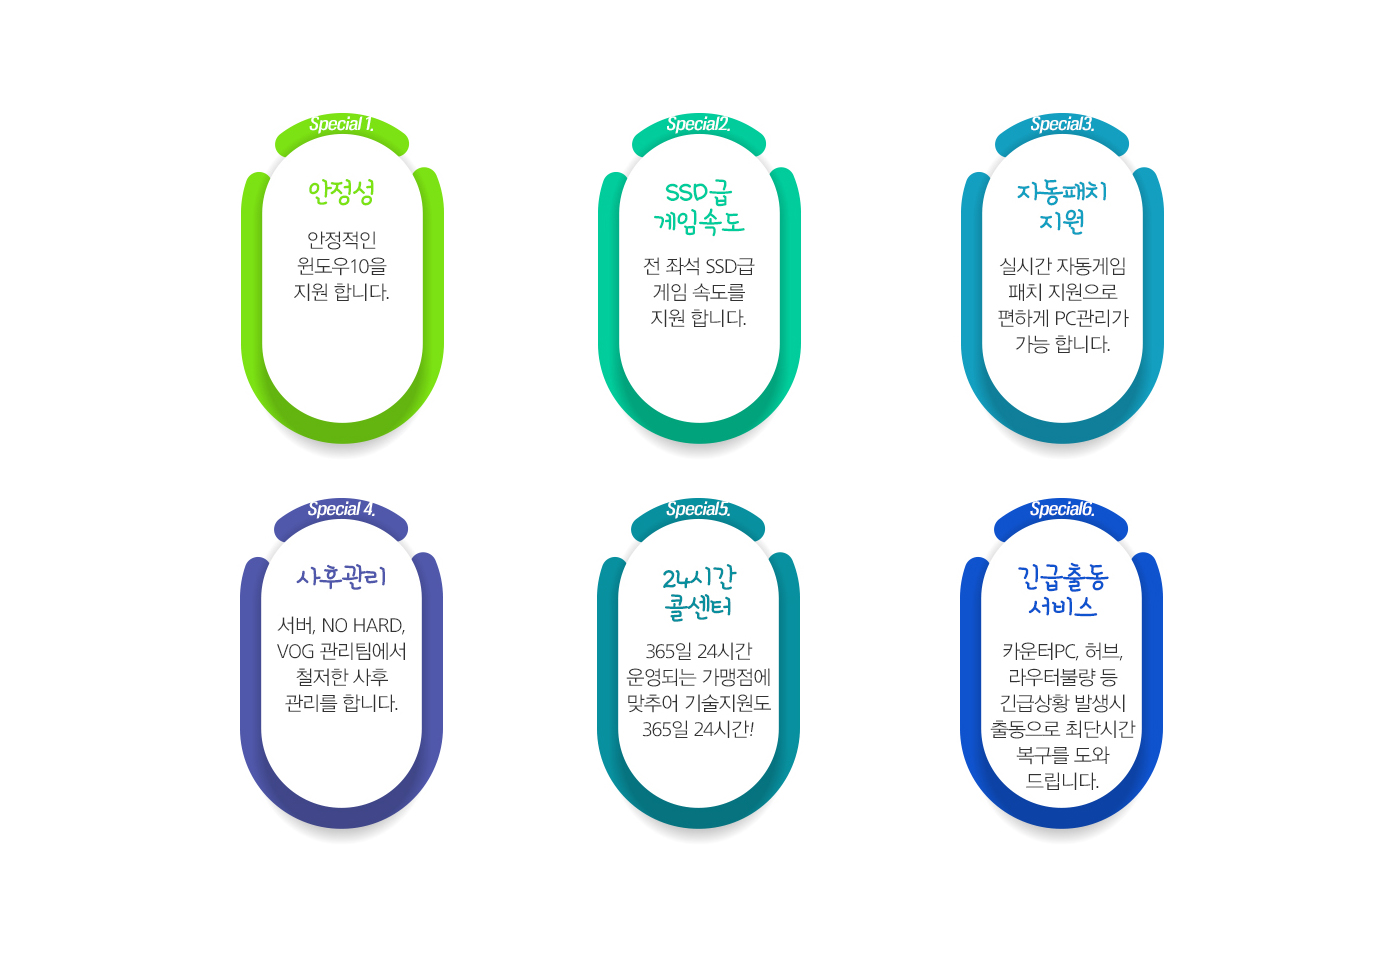 Special 1.
안정성
안정적인
윈도우10을
지원 합니다.
Special2.
SSD급
게임속도
전 좌석 SSD급
게임 속도를
지원 합니다.
Special3.
자동패치
지원
실시간 자동게임
패치 지원으로
편하게 PC관리가
가능 합니다.
Special 4.
사후관리
서버, NO HARD,
VOG 관리팀에서
철저한 사후
관리를 합니다.
Special5.
24시간
콜센터
365일 24시간
운영되는 가맹점에
맞추어 기술지원도
365일 24시간!
Special6.
긴급출동
서비스
카운터PC, 허브,
라우터불량 등
긴급상황 발생시
출동으로 최단시간
복구를 도와
드립니다.